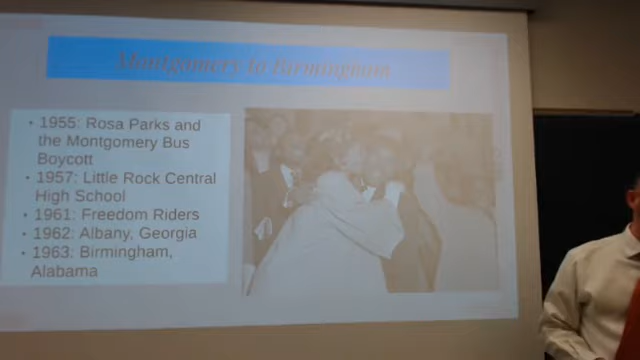 Montgomery to Birmingham
• 1955: Rosa Parks and
the Montgomery Bus
Boycott
• 1957: Little Rock Central
High School
• 1961: Freedom Riders
• 1962: Albany, Georgia
• 1963: Birmingham,
Alabama